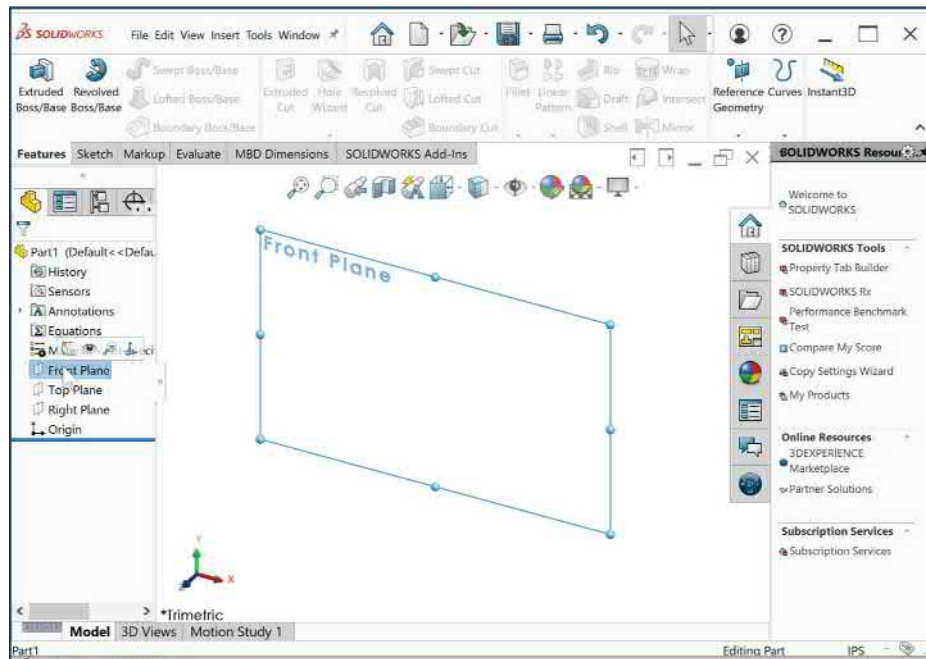 SOLIDWORKS File Edit View Insert Tools Window
Extruded Boss/Base
Revolved Boss/Base
Swept Boss/Base
Lofted Boss/Base
Boundary Boss/Base
Extruded Cut
Hole Wizard
Revolved Cut
Swept Cut
Lofted Cut
Boundary Cut
Fillet
Linear Pattern
Rib
Draft
Shell
Wrap
Intersect
Mirror
Reference Geometry
Curves
Instant3D
Features Sketch Markup Evaluate MBD Dimensions SOLIDWORKS Add-Ins
Part1 (Default<<Defau
History
Sensors
Annotations
Equations
Front Plane
Top Plane
Right Plane
Origin
Front Plane
Y
X
Z
*Trimetric
Model 3D Views Motion Study 1
Part1
Editing Part IPS -
SOLIDWORKS Resour
Welcome to
SOLIDWORKS
SOLIDWORKS Tools
Property Tab Builder
SOLIDWORKS Rx
Performance Benchmark
Test
Compare My Score
Copy Settings Wizard
My Products
Online Resources
3DEXPERIENCE
Marketplace
Partner Solutions
Subscription Services
Subscription Services